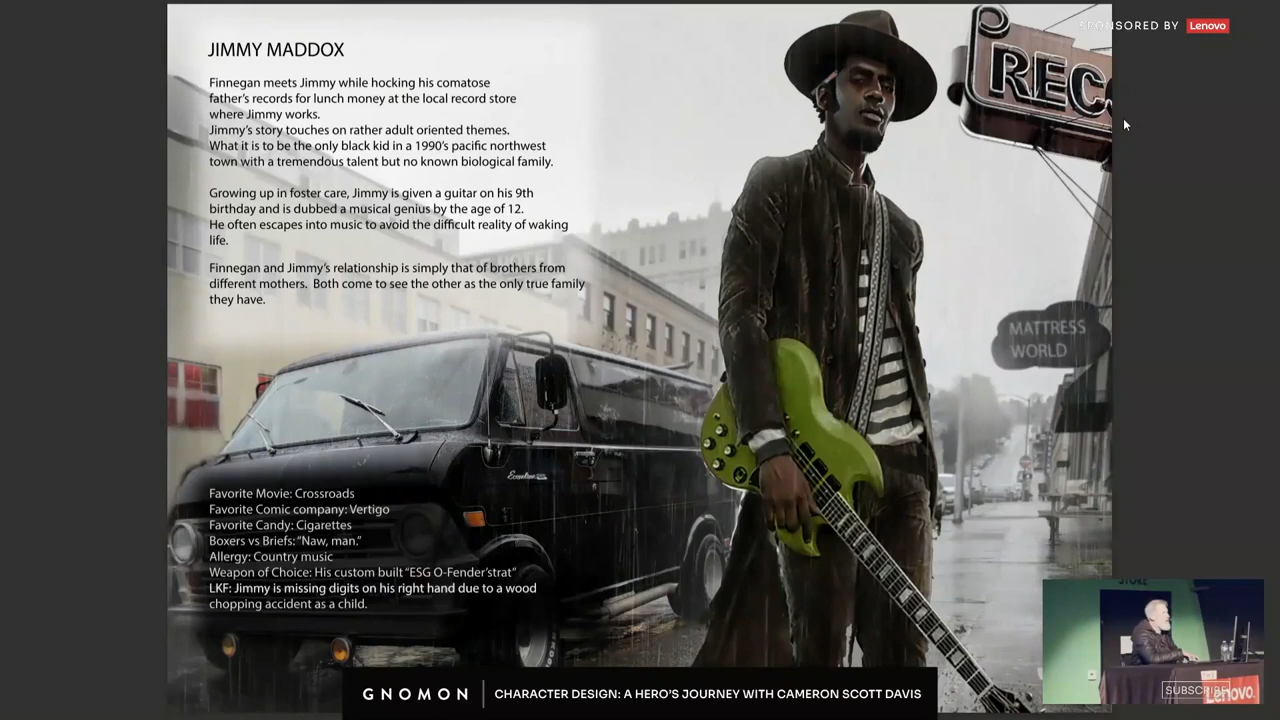 SPONSORED BY Lenovo
JIMMY MADDOX
Finnegan meets Jimmy while hocking his comatose
father's records for lunch money at the local record store
where Jimmy works.
Jimmy's story touches on rather adult oriented themes.
What it is to be the only black kid in a 1990's pacific northwest
town with a tremendous talent but no known biological family.
Growing up in foster care, Jimmy is given a guitar on his 9th
birthday and is dubbed a musical genius by the age of 12.
He often escapes into music to avoid the difficult reality of waking
life.
Finnegan and Jimmy's relationship is simply that of brothers from
different mothers.  Both come to see the other as the only true family
they have.
REC
MATTRESS
WORLD
Econoline
Favorite Movie: Crossroads
Favorite Comic company: Vertigo
Favorite Candy: Cigarettes
Boxers vs Briefs: “Naw, man.”
Allergy: Country music
Weapon of Choice: His custom built “ESG O-Fender'strat”
LKF: Jimmy is missing digits on his right hand due to a wood
chopping accident as a child.
STORE
SUBSCRIBE
Lenovo.
GNOMON
CHARACTER DESIGN: A HERO'S JOURNEY WITH CAMERON SCOTT DAVIS